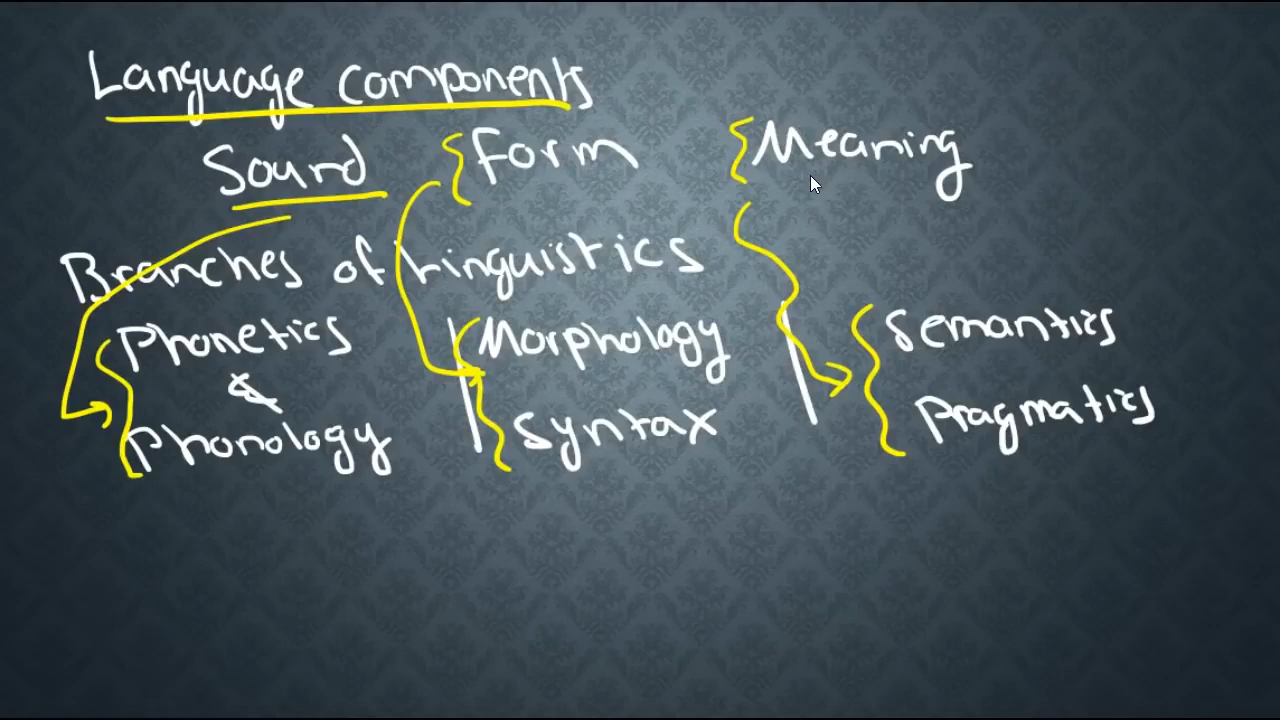 Language components
Sound Form Meaning
Branches of Linguistics
Phonetics Morphology Semantics
&
Phonology Syntax Pragmatics